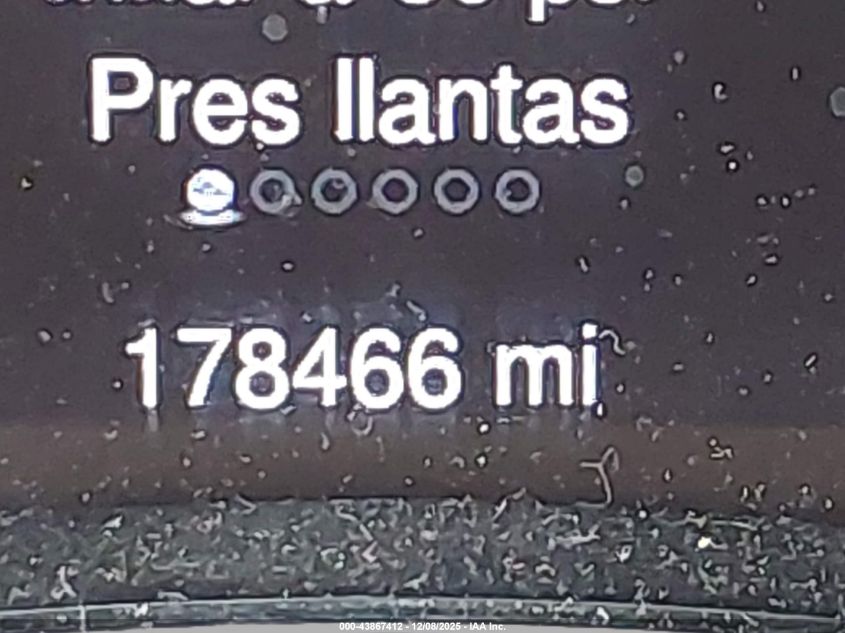 Pres llantas
178466 mi
000-43867412 - 12/08/2025 - IAA Inc.